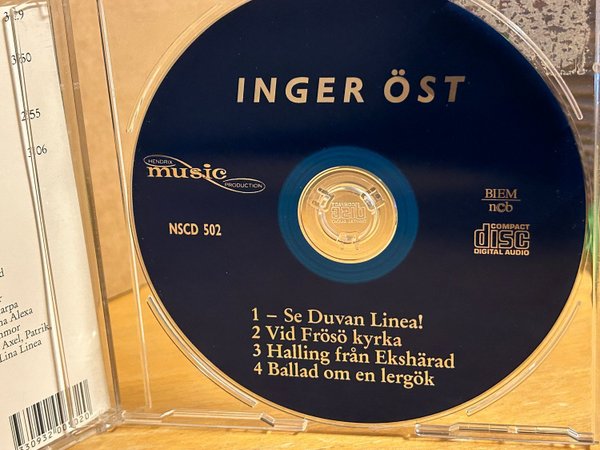 3:50
2:55
3:06
INGER ÖST
HENDRIX
music
PRODUCTION
NSCD 502
BIEM
ncb
COMPACT
disc
DIGITAL AUDIO
1 – Se Duvan Linea!
2 Vid Frösö kyrka
3 Halling från Ekshärad
4 Ballad om en lergök
Alexa
Axel, Patrik,
Lina Linea